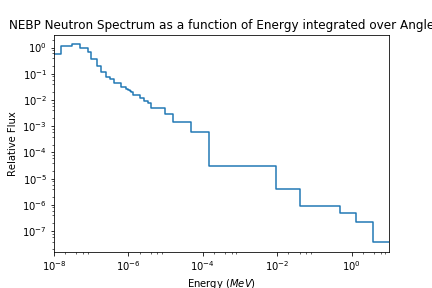 NEBP Neutron Spectrum as a function of Energy integrated over Angle
10⁰
10⁻¹
10⁻²
10⁻³
10⁻⁴
10⁻⁵
10⁻⁶
10⁻⁷
Relative Flux
10⁻⁸ 10⁻⁶ 10⁻⁴ 10⁻² 10⁰
Energy (MeV)